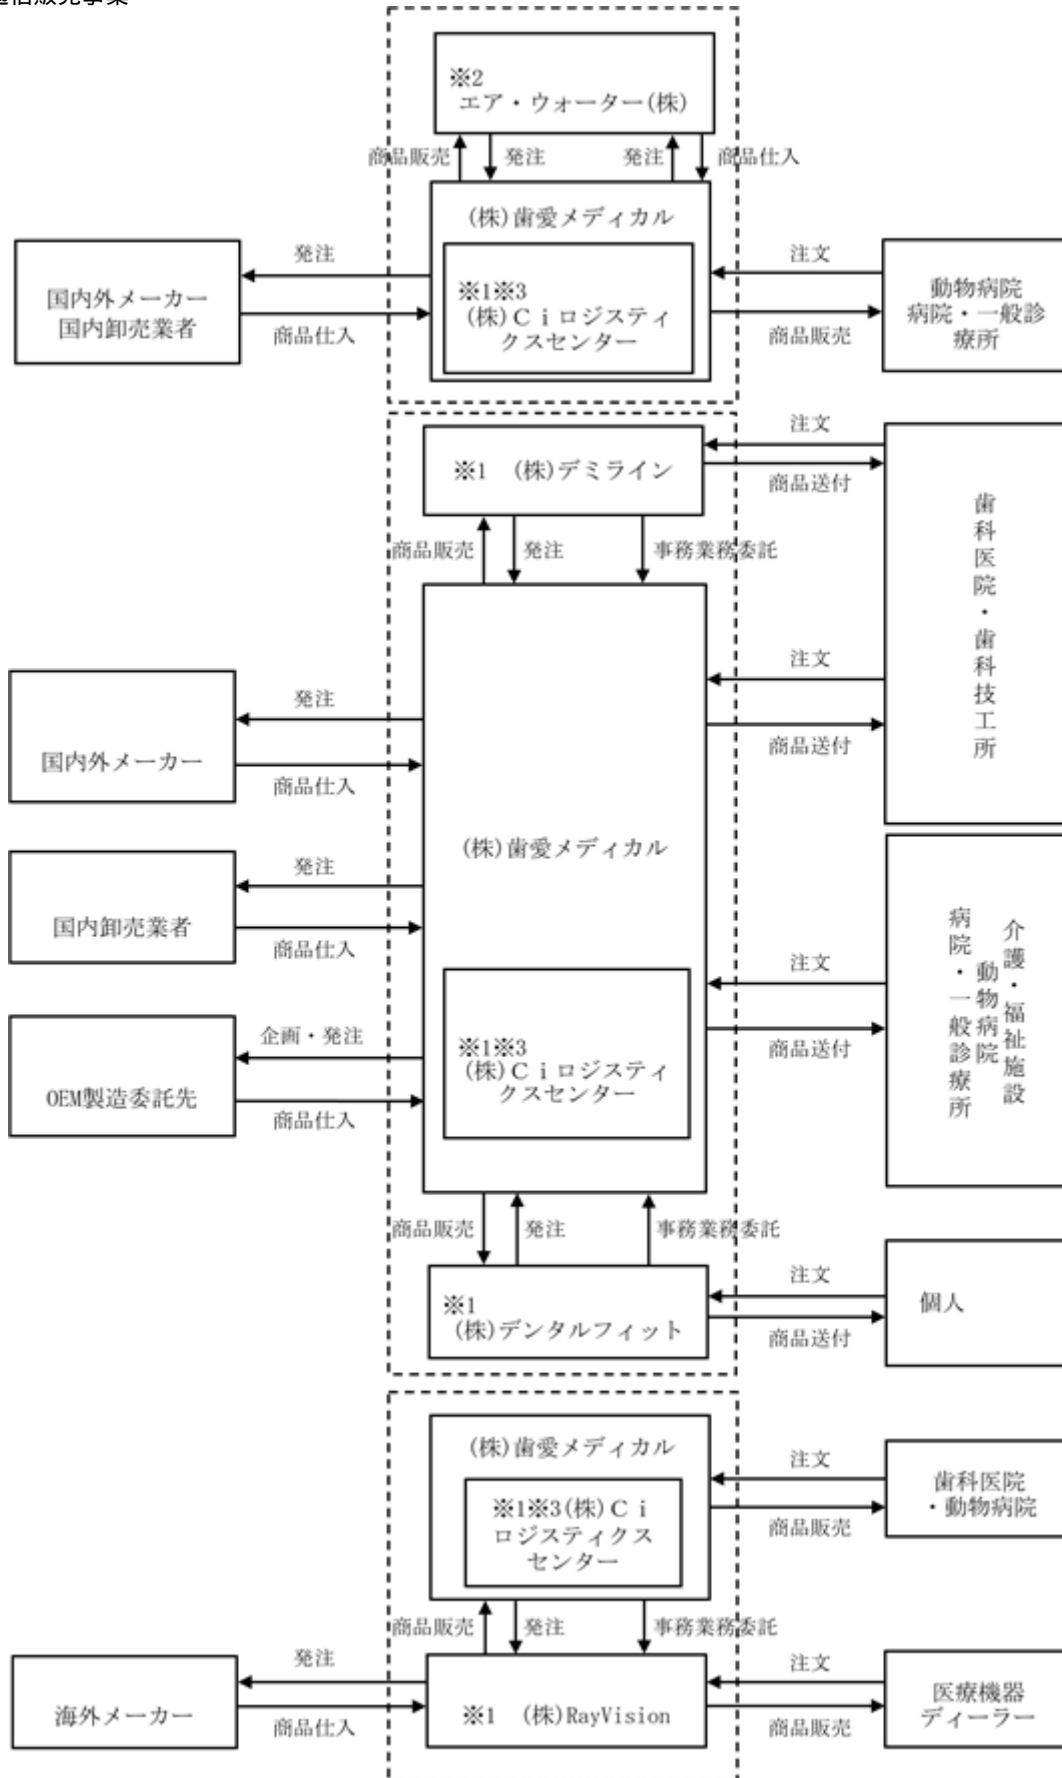 通信販売事業
※2
エア・ウォーター(株)
商品販売
発注
発注
商品仕入
(株)歯愛メディカル
※1※3
(株)Ciロジスティ
クスセンター
国内外メーカー
国内卸売業者
発注
商品仕入
注文
商品販売
動物病院
病院・一般診
療所
※1 (株)デミライン
注文
商品送付
商品販売
発注
事務業務委託
歯科医院・歯科技工所
注文
商品送付
国内外メーカー
発注
商品仕入
(株)歯愛メディカル
国内卸売業者
発注
商品仕入
介護・福祉施設
動物病院
病院・一般診療所
注文
商品送付
※1※3
(株)Ciロジスティ
クスセンター
OEM製造委託先
企画・発注
商品仕入
商品販売
発注
事務業務委託
※1
(株)デンタルフィット
注文
商品送付
個人
(株)歯愛メディカル
※1※3(株)Ci
ロジスティクス
センター
注文
商品販売
歯科医院
・動物病院
商品販売
発注
事務業務委託
海外メーカー
発注
商品仕入
※1 (株)RayVision
注文
商品販売
医療機器
ディーラー